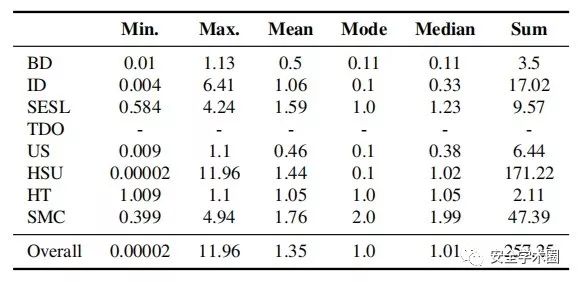 Min. Max. Mean Mode Median Sum
BD 0.01 1.13 0.5 0.11 0.11 3.5
ID 0.004 6.41 1.06 0.1 0.33 17.02
SESL 0.584 4.24 1.59 1.0 1.23 9.57
TDO - - - - - -
US 0.009 1.1 0.46 0.1 0.38 6.44
HSU 0.00002 11.96 1.44 0.1 1.02 171.22
HT 1.009 1.1 1.05 1.0 1.05 2.11
SMC 0.399 4.94 1.76 2.0 1.99 47.39
Overall 0.00002 11.96 1.35 1.0 1.01 257.25
安全学术圈